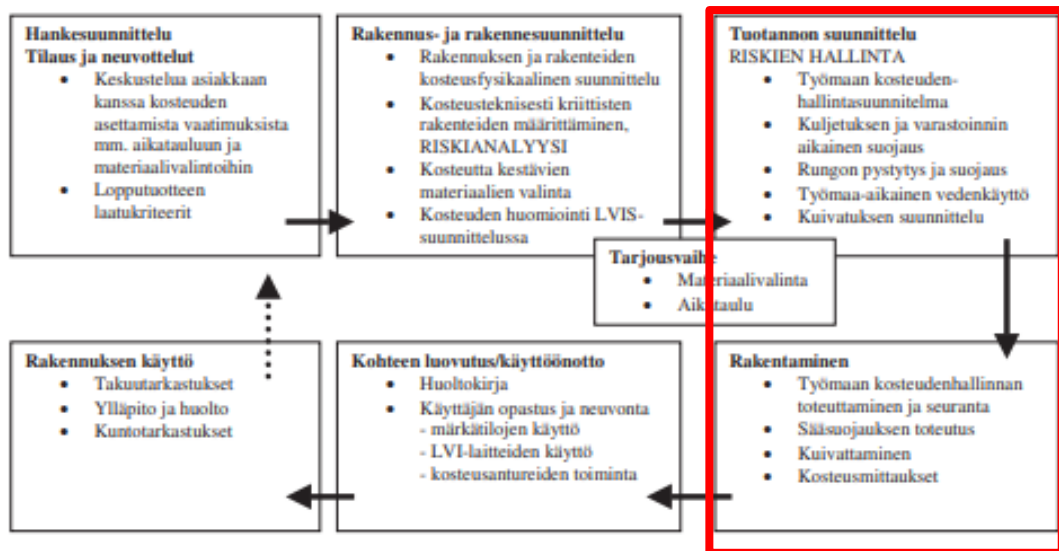 Hankesuunnittelu
Tilaus ja neuvottelut
• Keskustelua asiakkaan
kanssa kosteuden
asettamista vaatimuksista
mm. aikatauluun ja
materiaalivalintoihin
• Lopputuotteen
laatukriteerit
Rakennus- ja rakennesuunnittelu
• Rakennuksen ja rakenteiden
kosteusfysikaalinen suunnittelu
• Kosteusteknisesti kriittisten
rakenteiden määrittäminen,
RISKIANALYYSI
• Kosteutta kestävien
materiaalien valinta
• Kosteuden huomiointi LVIS-
suunnittelussa
Tuotannon suunnittelu
RISKIEN HALLINTA
• Työmaan kosteuden-
hallintasuunnitelma
• Kuljetuksen ja varastoinnin
aikainen suojaus
• Rungon pystytys ja suojaus
• Työmaa-aikainen vedenkäyttö
• Kuivatuksen suunnittelu
Tarjousvaihe
• Materiaalivalinta
• Aikataulu
Rakennuksen käyttö
• Takuutarkastukset
• Ylläpito ja huolto
• Kuntotarkastukset
Kohteen luovutus/käyttöönotto
• Huoltokirja
• Käyttäjän opastus ja neuvonta
- märkätilojen käyttö
- LVI-laitteiden käyttö
- kosteusantureiden toiminta
Rakentaminen
• Työmaan kosteudenhallinnan
toteuttaminen ja seuranta
• Sääsuojauksen toteutus
• Kuivattaminen
• Kosteusmittaukset